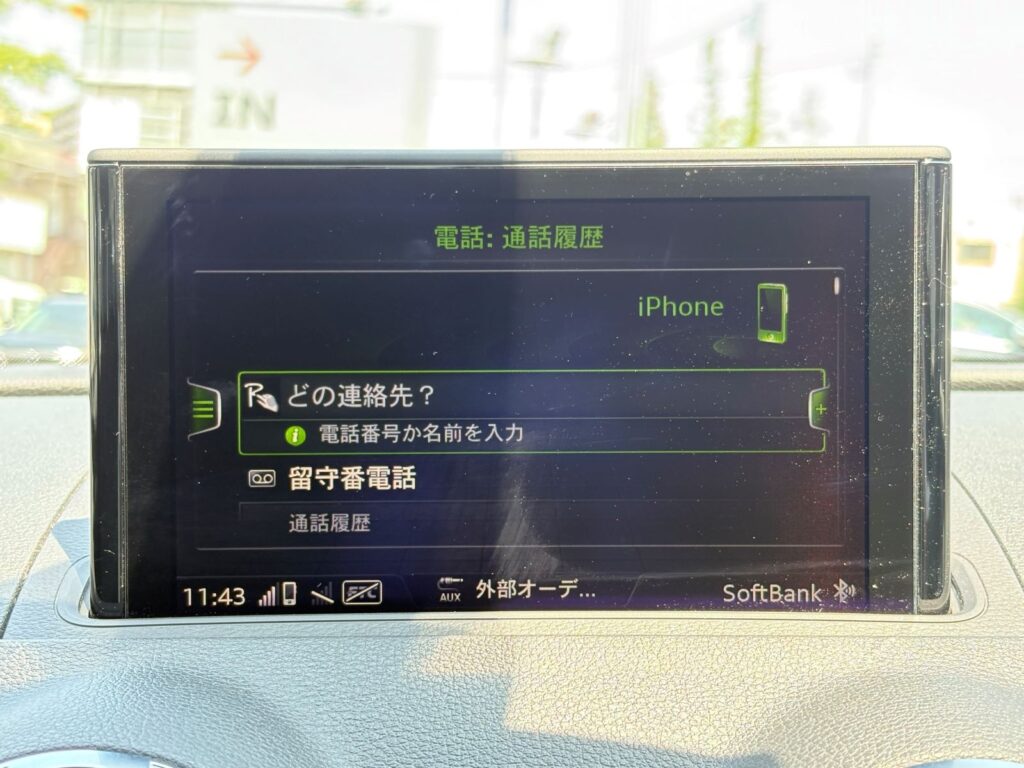 IN
電話: 通話履歴
iPhone
どの連絡先？
電話番号か名前を入力
留守番電話
通話履歴
11:43 ETC AUX 外部オーデ... SoftBank